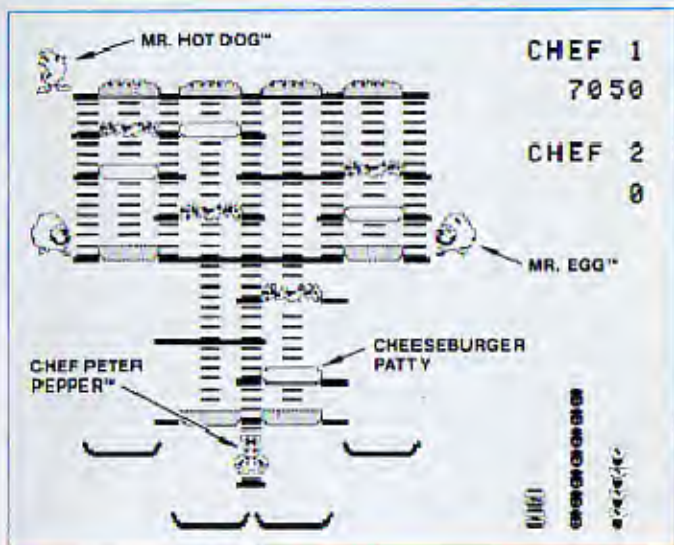 MR. HOT DOG™
CHEF 1
7050
CHEF 2
0
MR. EGG™
CHEESEBURGER
PATTY
CHEF PETER
PEPPER™